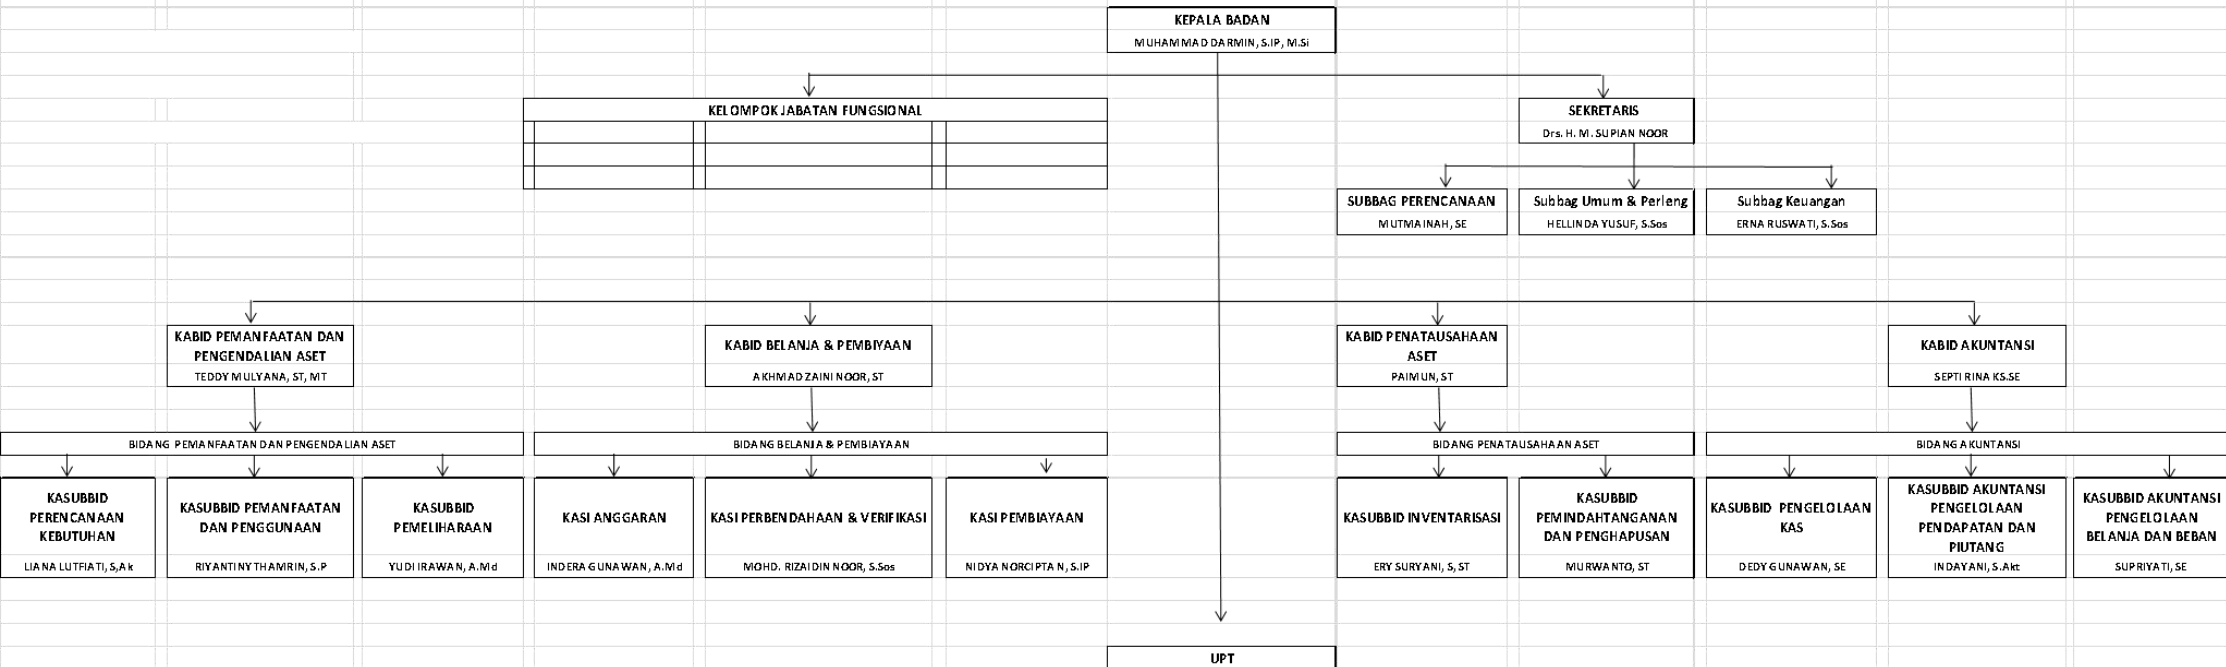 KEPALA BADAN
MUHAMMAD DARMIN, S.IP, M.Si
KELOMPOK JABATAN FUNGSIONAL
SEKRETARIS
Drs. H. M. SUPIAN NOOR
SUBBAG PERENCANAAN
MUTMAINAH, SE
Subbag Umum & Perleng
HELLINDA YUSUF, S.Sos
Subbag Keuangan
ERNA RUSWATI, S.Sos
KABID PEMANFAATAN DAN
PENGENDALIAN ASET
TEDDY MULYANA, ST, MT
KABID BELANJA & PEMBIYAAN
AKHMAD ZAINI NOOR, ST
KABID PENATAUSAHAAN
ASET
PAIMUN, ST
KABID AKUNTANSI
SEPTI RINA KS.SE
BIDANG PEMANFAATAN DAN PENGENDALIAN ASET
BIDANG BELANJA & PEMBIAYAAN
BIDANG PENATAUSAHAAN ASET
BIDANG AKUNTANSI
KASUBBID
PERENCANAAN
KEBUTUHAN
LIANA LUTFIATI, S,Ak
KASUBBID PEMANFAATAN
DAN PENGGUNAAN
RIYANTINY THAMRIN, S.P
KASUBBID
PEMELIHARAAN
YUDI IRAWAN, A.Md
KASI ANGGARAN
INDERA GUNAWAN, A.Md
KASI PERBENDAHAAN & VERIFIKASI
MOHD. RIZAIDIN NOOR, S.Sos
KASI PEMBIAYAAN
NIDYA NORCIPTA N, S.IP
KASUBBID INVENTARISASI
ERY SURYANI, S, ST
KASUBBID
PEMINDAHTANGANAN
DAN PENGHAPUSAN
MURWANTO, ST
KASUBBID PENGELOLAAN
KAS
DEDY GUNAWAN, SE
KASUBBID AKUNTANSI
PENGELOLAAN
PENDAPATAN DAN
PIUTANG
INDAYANI, S.Akt
KASUBBID AKUNTANSI
PENGELOLAAN
BELANJA DAN BEBAN
SUPRIYATI, SE
UPT